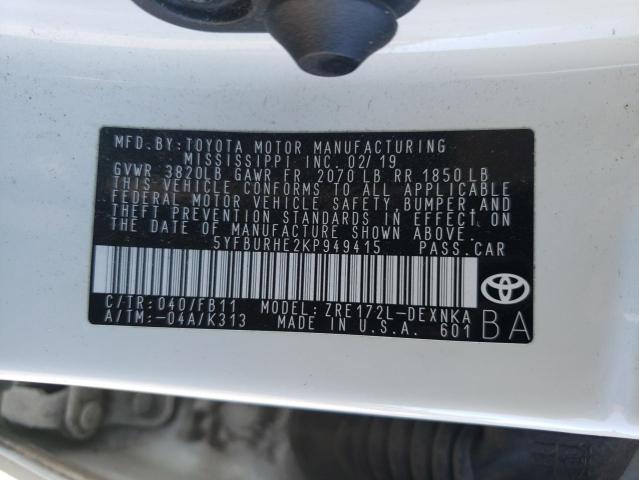 MFD.BY:TOYOTA MOTOR MANUFACTURING
MISSISSIPPI INC. 02/19
GVWR 3820LB GAWR FR 2070LB RR 1850LB
THIS VEHICLE CONFORMS TO ALL APPLICABLE
FEDERAL MOTOR VEHICLE SAFETY, BUMPER, AND
THEFT PREVENTION STANDARDS IN EFFECT ON
THE DATE OF MANUFACTURE SHOWN ABOVE.
5YFBURHE2KP949415 PASS.CAR
C/TR:040/FB11 MODEL:ZRE172L-DEXNKA
A/TM:-04A/K313 MADE IN U.S.A. 601
BA